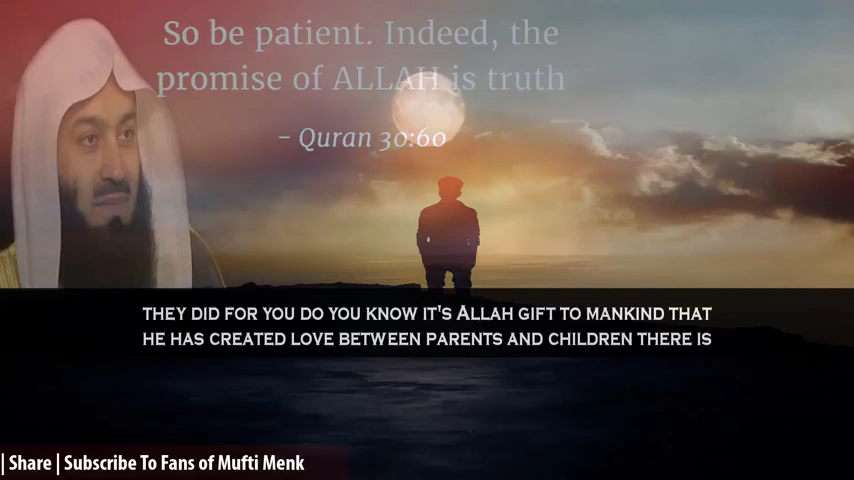 So be patient. Indeed, the
promise of ALLAH is truth
- Quran 30:60
THEY DID FOR YOU DO YOU KNOW IT'S ALLAH GIFT TO MANKIND THAT
HE HAS CREATED LOVE BETWEEN PARENTS AND CHILDREN THERE IS
| Share | Subscribe To Fans of Mufti Menk